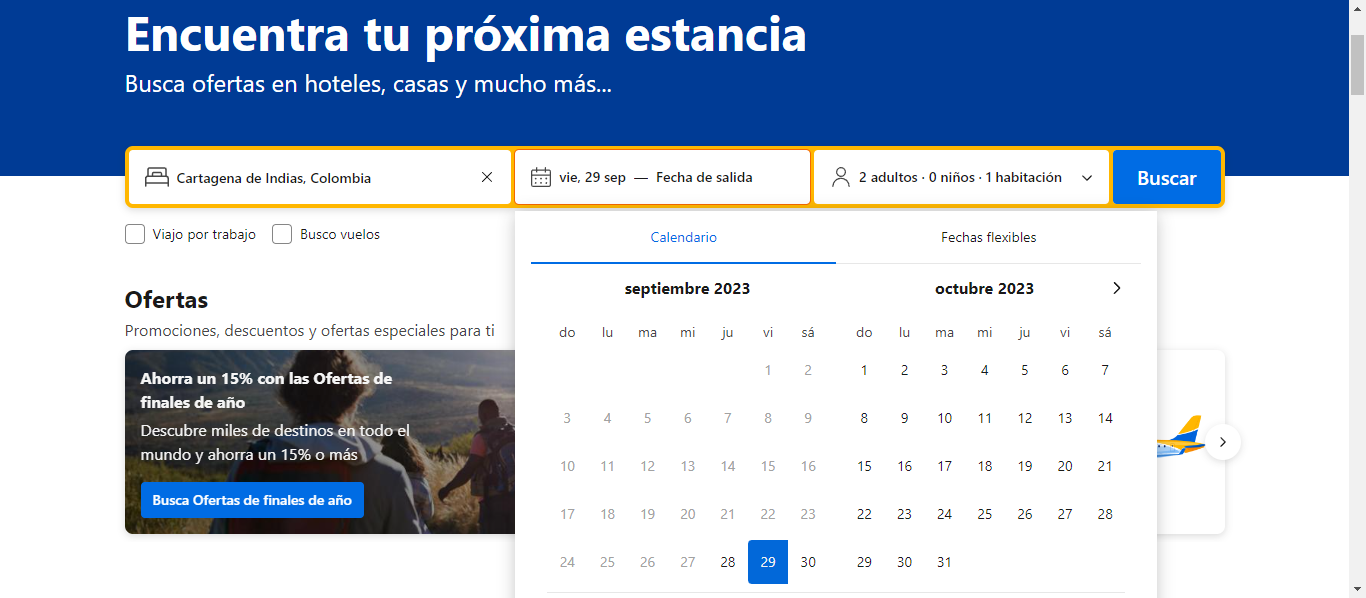 Encuentra tu próxima estancia
Busca ofertas en hoteles, casas y mucho más...
Cartagena de Indias, Colombia
vie, 29 sep — Fecha de salida
2 adultos · 0 niños · 1 habitación
Buscar
Viajo por trabajo
Busco vuelos
Calendario
Fechas flexibles
septiembre 2023
do lu ma mi ju vi sá
1 2
3 4 5 6 7 8 9
10 11 12 13 14 15 16
17 18 19 20 21 22 23
24 25 26 27 28 29 30
octubre 2023
do lu ma mi ju vi sá
1 2 3 4 5 6 7
8 9 10 11 12 13 14
15 16 17 18 19 20 21
22 23 24 25 26 27 28
29 30 31
Ofertas
Promociones, descuentos y ofertas especiales para ti
Ahorra un 15% con las Ofertas de
finales de año
Descubre miles de destinos en todo el
mundo y ahorra un 15% o más
Busca Ofertas de finales de año